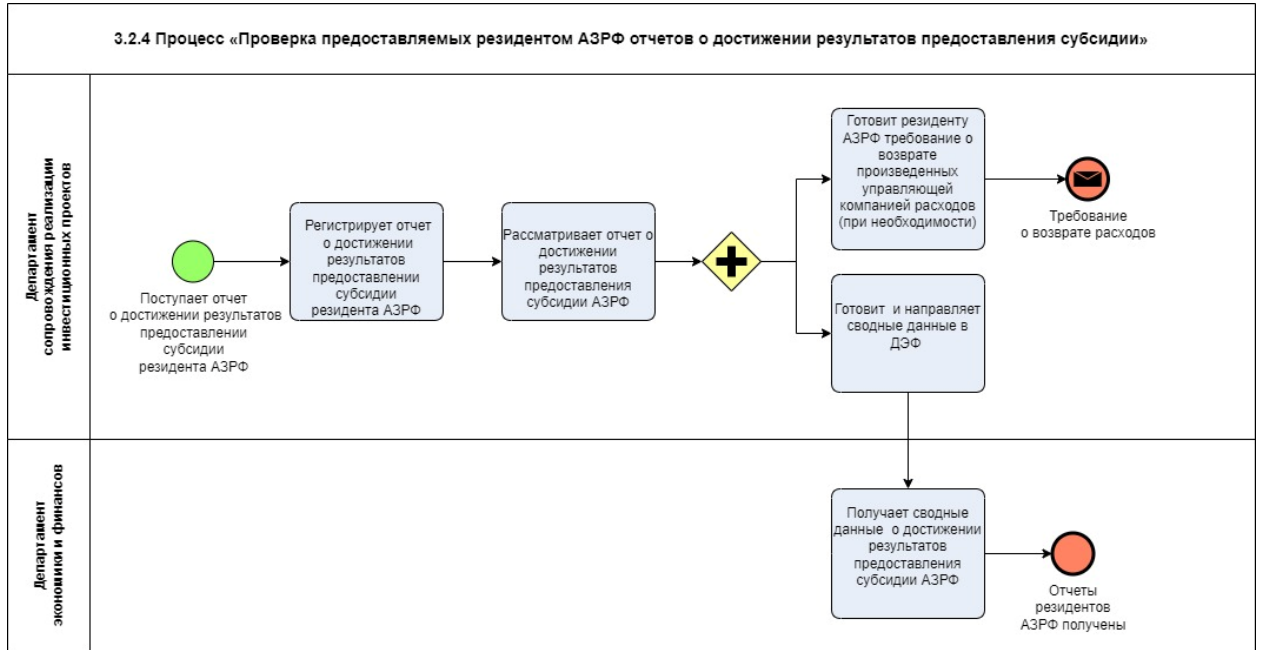 3.2.4 Процесс «Проверка предоставляемых резидентом АЗРФ отчетов о достижении результатов предоставления субсидии»
Департамент
сопровождения реализации
инвестиционных проектов
Поступает отчет
о достижении результатов
предоставлении
субсидии
резидента АЗРФ
Регистрирует отчет
о достижении
результатов
предоставлении
субсидии
резидента АЗРФ
Рассматривает отчет о
достижении
результатов
предоставления
субсидии АЗРФ
Готовит резиденту
АЗРФ требование о
возврате
произведенных
управляющей
компанией расходов
(при необходимости)
Требование
о возврате расходов
Готовит и направляет
сводные данные в
ДЭФ
Департамент
экономики и финансов
Получает сводные
данные о достижении
результатов
предоставления
субсидии АЗРФ
Отчеты
резидентов
АЗРФ получены